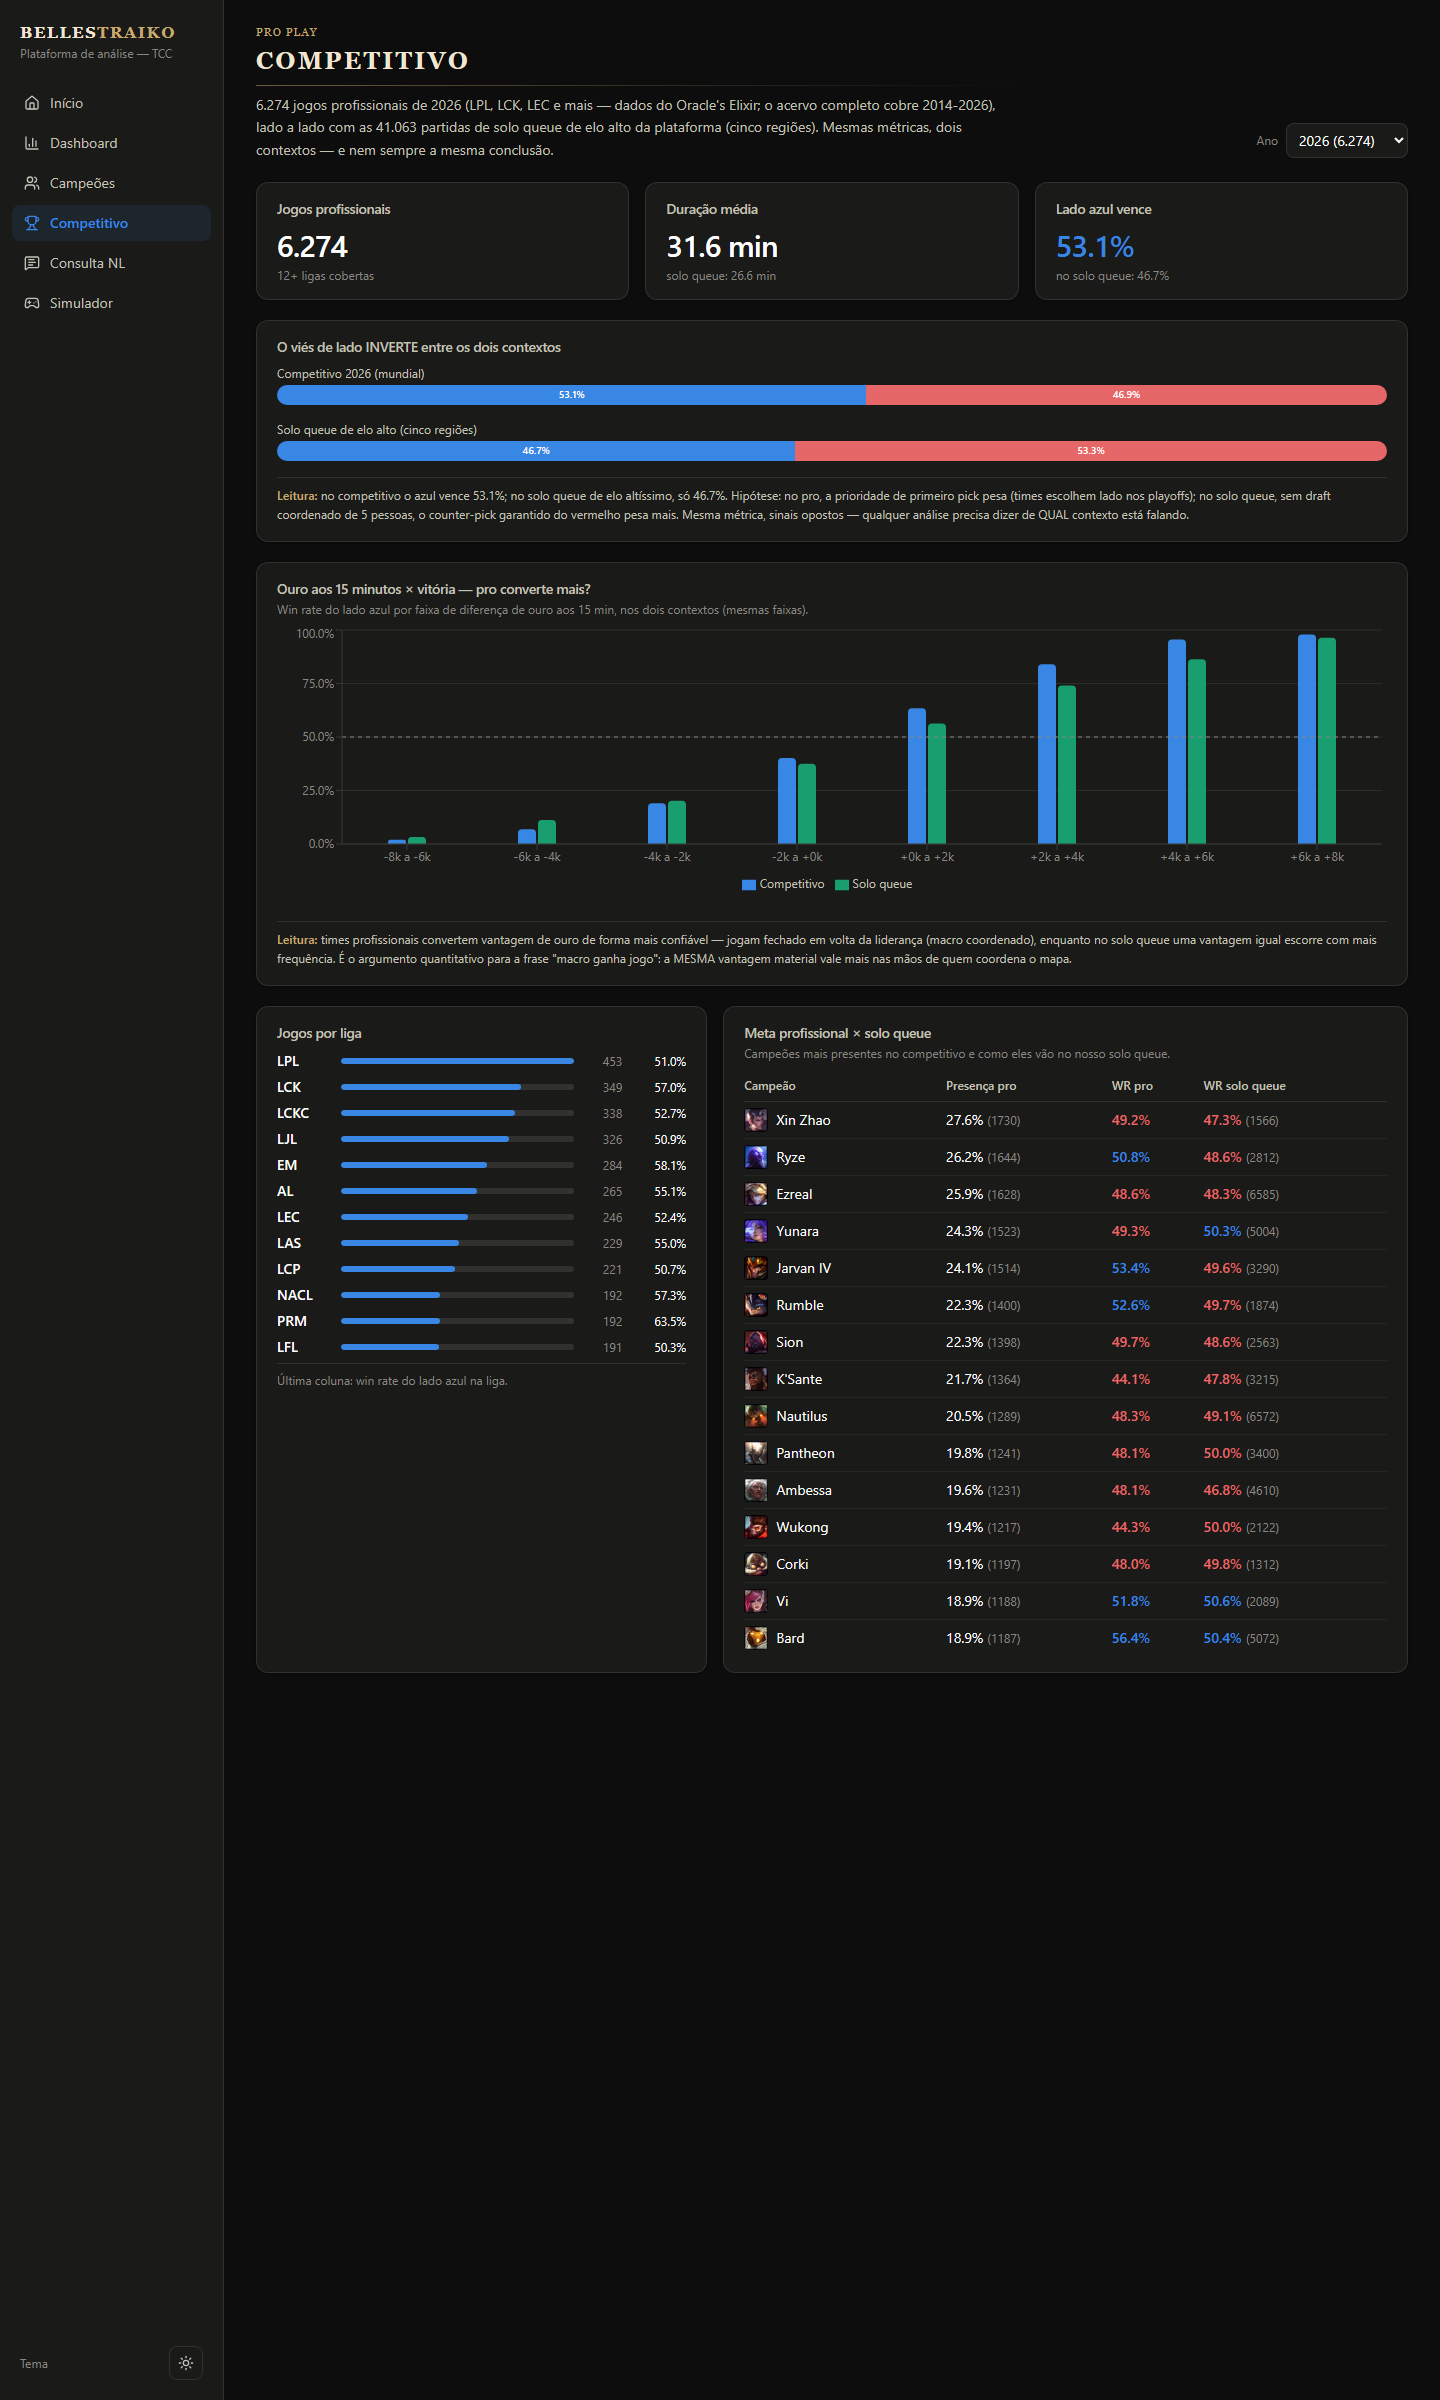 BELLESTRAIKO
Plataforma de análise — TCC
Início
Dashboard
Campeões
Competitivo
Consulta NL
Simulador
Tema
PRO PLAY
COMPETITIVO
6.274 jogos profissionais de 2026 (LPL, LCK, LEC e mais — dados do Oracle's Elixir; o acervo completo cobre 2014-2026),
lado a lado com as 41.063 partidas de solo queue de elo alto da plataforma (cinco regiões). Mesmas métricas, dois
contextos — e nem sempre a mesma conclusão.
Ano 2026 (6.274)
Jogos profissionais
6.274
12+ ligas cobertas
Duração média
31.6 min
solo queue: 26.6 min
Lado azul vence
53.1%
no solo queue: 46.7%
O viés de lado INVERTE entre os dois contextos
Competitivo 2026 (mundial)
53.1% 46.9%
Solo queue de elo alto (cinco regiões)
46.7% 53.3%
Leitura: no competitivo o azul vence 53.1%; no solo queue de elo altíssimo, só 46.7%. Hipótese: no pro, a prioridade de primeiro pick pesa (times escolhem lado nos playoffs); no solo queue, sem draft
coordenado de 5 pessoas, o counter-pick garantido do vermelho pesa mais. Mesma métrica, sinais opostos — qualquer análise precisa dizer de QUAL contexto está falando.
Ouro aos 15 minutos × vitória — pro converte mais?
Win rate do lado azul por faixa de diferença de ouro aos 15 min, nos dois contextos (mesmas faixas).
100.0%
75.0%
50.0%
25.0%
0.0%
-8k a -6k -6k a -4k -4k a -2k -2k a +0k +0k a +2k +2k a +4k +4k a +6k +6k a +8k
Competitivo Solo queue
Leitura: times profissionais convertem vantagem de ouro de forma mais confiável — jogam fechado em volta da liderança (macro coordenado), enquanto no solo queue uma vantagem igual escorre com mais
frequência. É o argumento quantitativo para a frase "macro ganha jogo": a MESMA vantagem material vale mais nas mãos de quem coordena o mapa.
Jogos por liga
LPL 453 51.0%
LCK 349 57.0%
LCKC 338 52.7%
LJL 326 50.9%
EM 284 58.1%
AL 265 55.1%
LEC 246 52.4%
LAS 229 55.0%
LCP 221 50.7%
NACL 192 57.3%
PRM 192 63.5%
LFL 191 50.3%
Última coluna: win rate do lado azul na liga.
Meta profissional × solo queue
Campeões mais presentes no competitivo e como eles vão no nosso solo queue.
Campeão Presença pro WR pro WR solo queue
Xin Zhao 27.6% (1730) 49.2% 47.3% (1566)
Ryze 26.2% (1644) 50.8% 48.6% (2812)
Ezreal 25.9% (1628) 48.6% 48.3% (6585)
Yunara 24.3% (1523) 49.3% 50.3% (5004)
Jarvan IV 24.1% (1514) 53.4% 49.6% (3290)
Rumble 22.3% (1400) 52.6% 49.7% (1874)
Sion 22.3% (1398) 49.7% 48.6% (2563)
K'Sante 21.7% (1364) 44.1% 47.8% (3215)
Nautilus 20.5% (1289) 48.3% 49.1% (6572)
Pantheon 19.8% (1241) 48.1% 50.0% (3400)
Ambessa 19.6% (1231) 48.1% 46.8% (4610)
Wukong 19.4% (1217) 44.3% 50.0% (2122)
Corki 19.1% (1197) 48.0% 49.8% (1312)
Vi 18.9% (1188) 51.8% 50.6% (2089)
Bard 18.9% (1187) 56.4% 50.4% (5072)